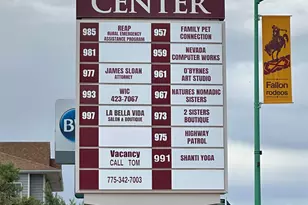 CENTER
985 REAP
RURAL EMERGENCY
ASSISTANCE PROGRAM
957 FAMILY PET
CONNECTION
981
959 NEVADA
COMPUTER WORKS
977 JAMES SLOAN
ATTORNEY
961 O'BYRNES
ART STUDIO
993 WIC
423-7067
967 NATURES NOMADIC
SISTERS
997 LA BELLA VIDA
SALON & BOUTIQUE
973 2 SISTERS
BOUTIQUE
975 HIGHWAY
PATROL
Vacancy
CALL TOM
991 SHANTI YOGA
775-342-7003
B
Fallon
rodeos